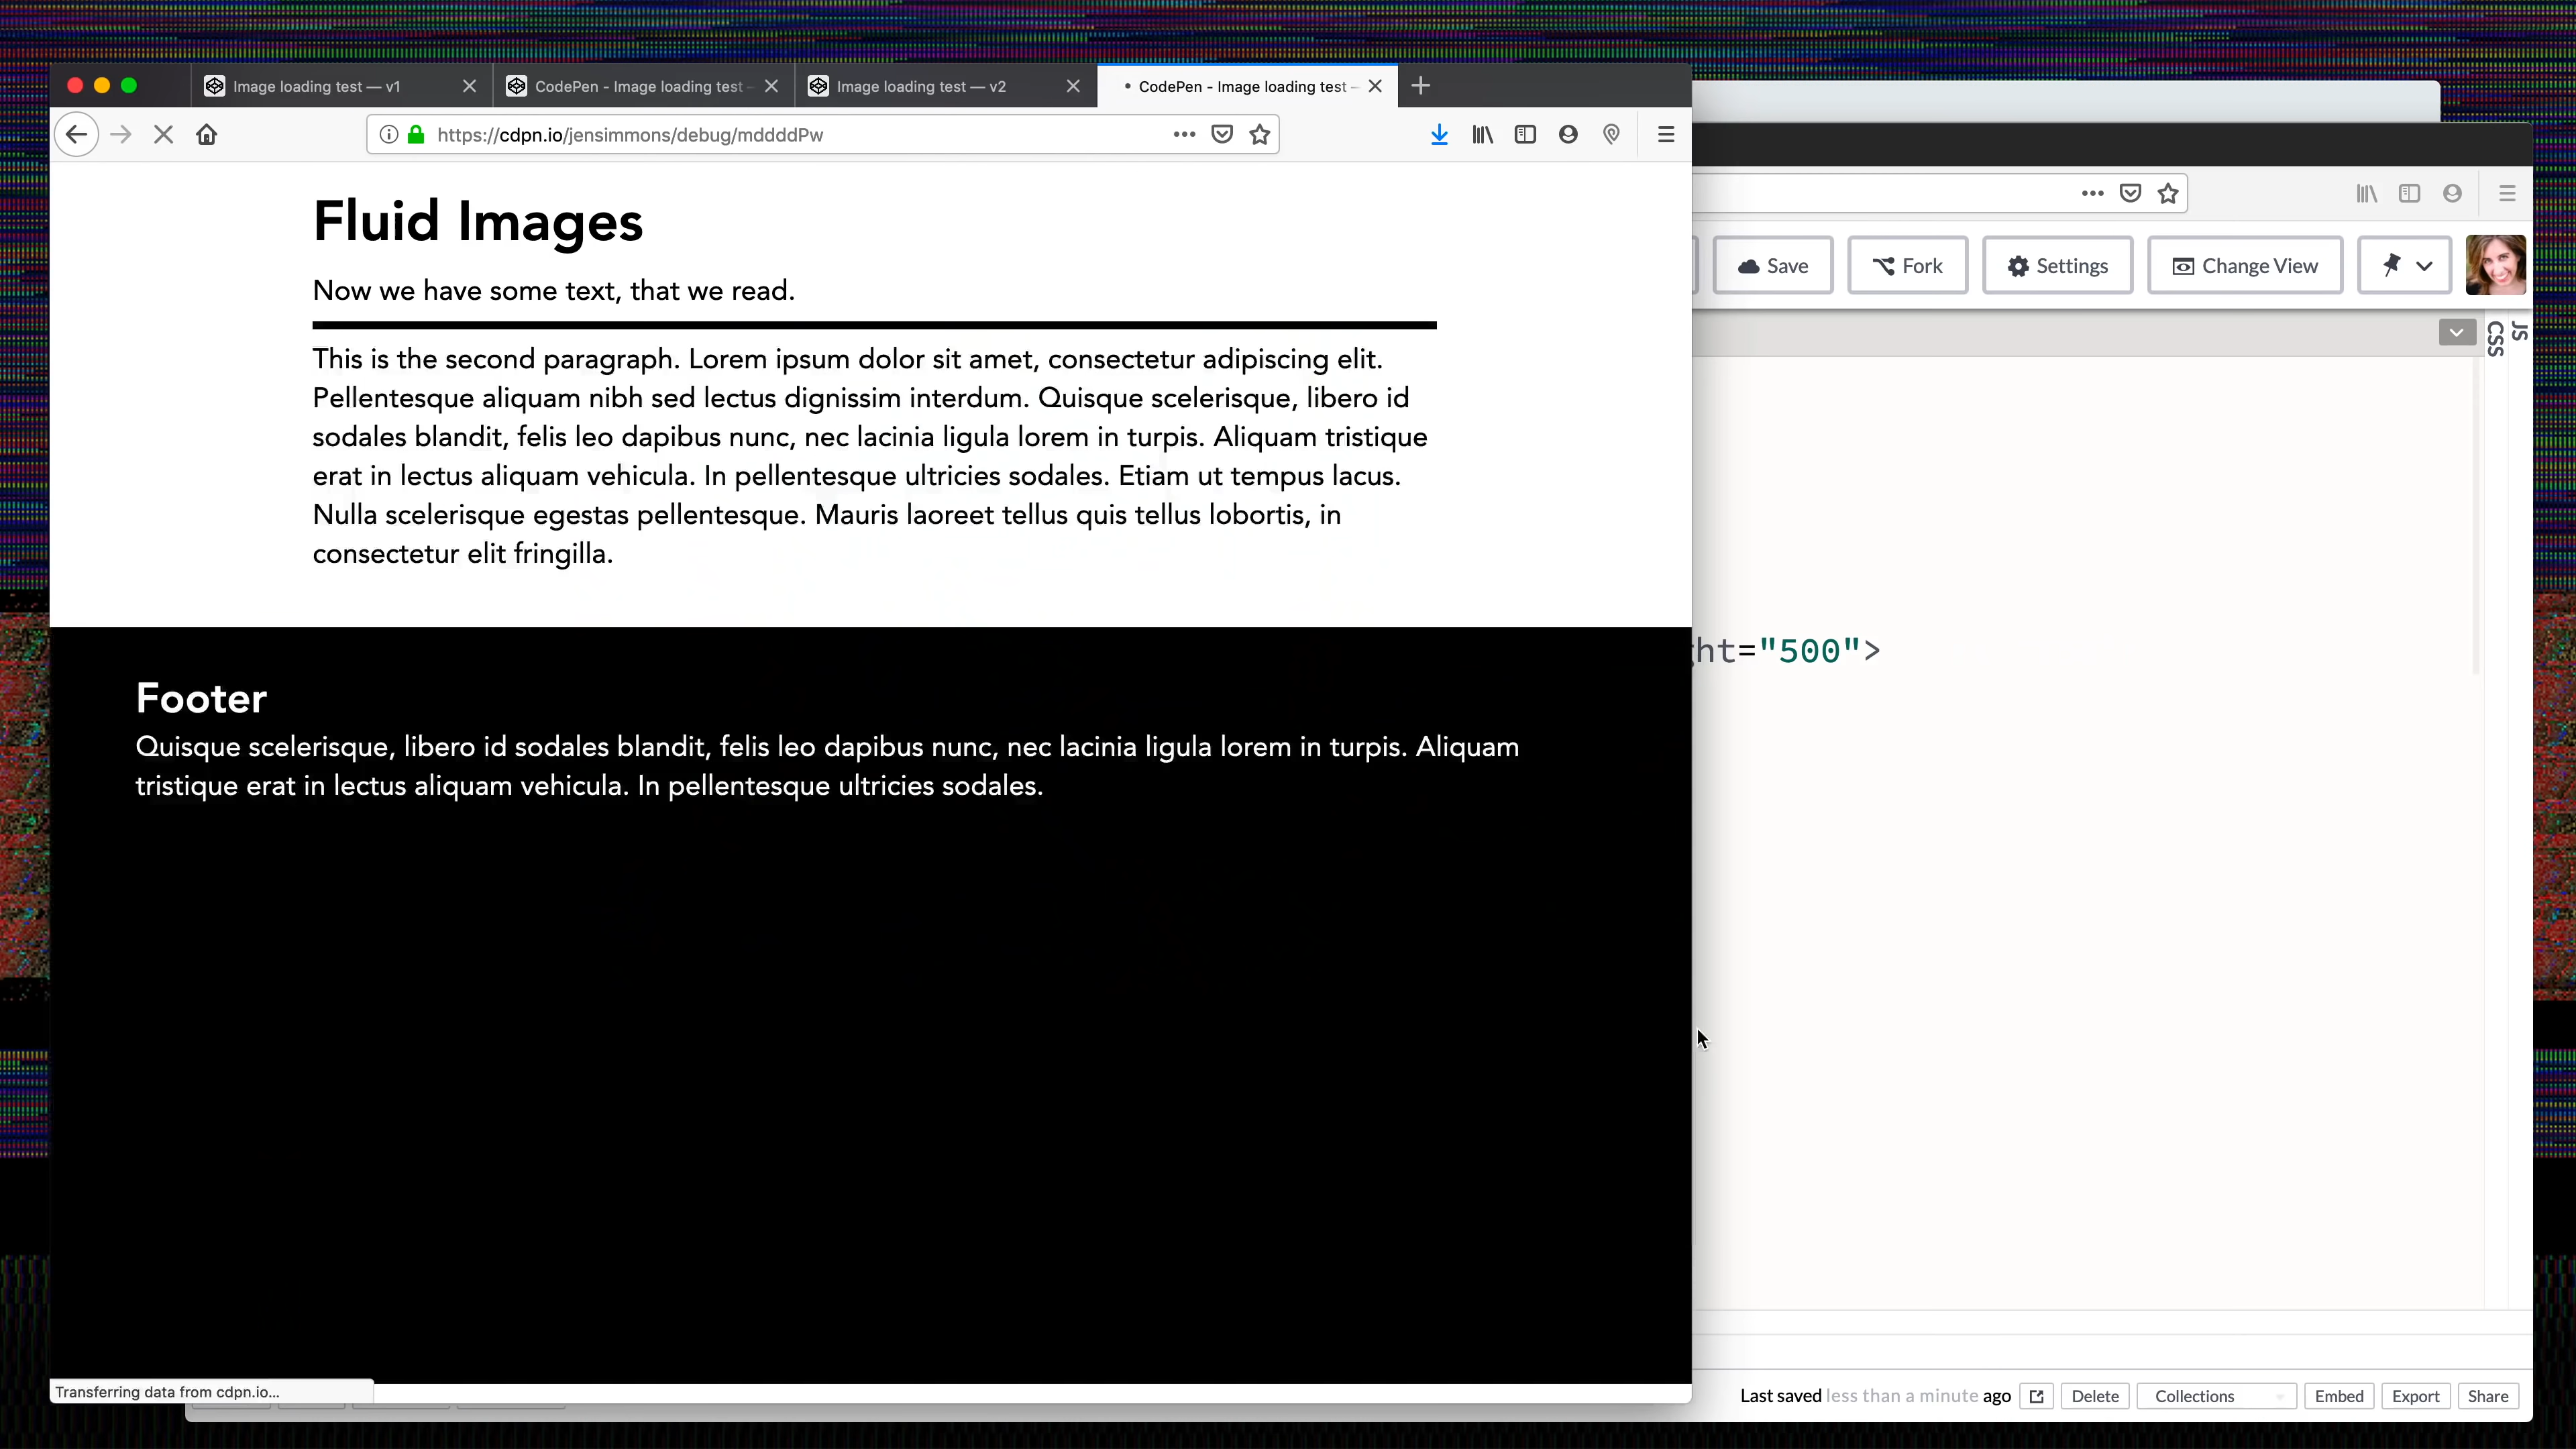 Image loading test — v1
CodePen - Image loading test -
Image loading test — v2
CodePen - Image loading test -
https://cdpn.io/jensimmons/debug/mddddPw
Fluid Images
Now we have some text, that we read.
This is the second paragraph. Lorem ipsum dolor sit amet, consectetur adipiscing elit.
Pellentesque aliquam nibh sed lectus dignissim interdum. Quisque scelerisque, libero id
sodales blandit, felis leo dapibus nunc, nec lacinia ligula lorem in turpis. Aliquam tristique
erat in lectus aliquam vehicula. In pellentesque ultricies sodales. Etiam ut tempus lacus.
Nulla scelerisque egestas pellentesque. Mauris laoreet tellus quis tellus lobortis, in
consectetur elit fringilla.
Footer
Quisque scelerisque, libero id sodales blandit, felis leo dapibus nunc, nec lacinia ligula lorem in turpis. Aliquam
tristique erat in lectus aliquam vehicula. In pellentesque ultricies sodales.
Transferring data from cdpn.io...
Save
Fork
Settings
Change View
CSS
JS
ght="500">
Last saved less than a minute ago
Delete
Collections
Embed
Export
Share